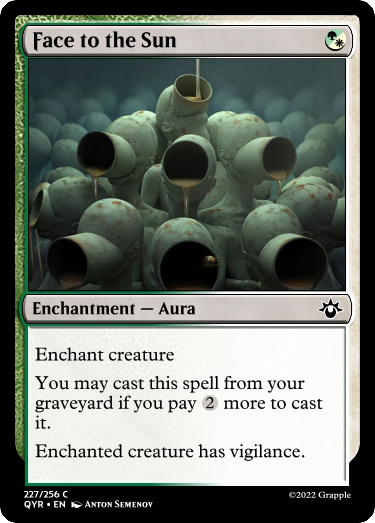 Face to the Sun
Enchantment — Aura
Enchant creature
You may cast this spell from your
graveyard if you pay 2 more to cast
it.
Enchanted creature has vigilance.
227/256 C
QYR • EN Anton Semenov
©2022 Grapple